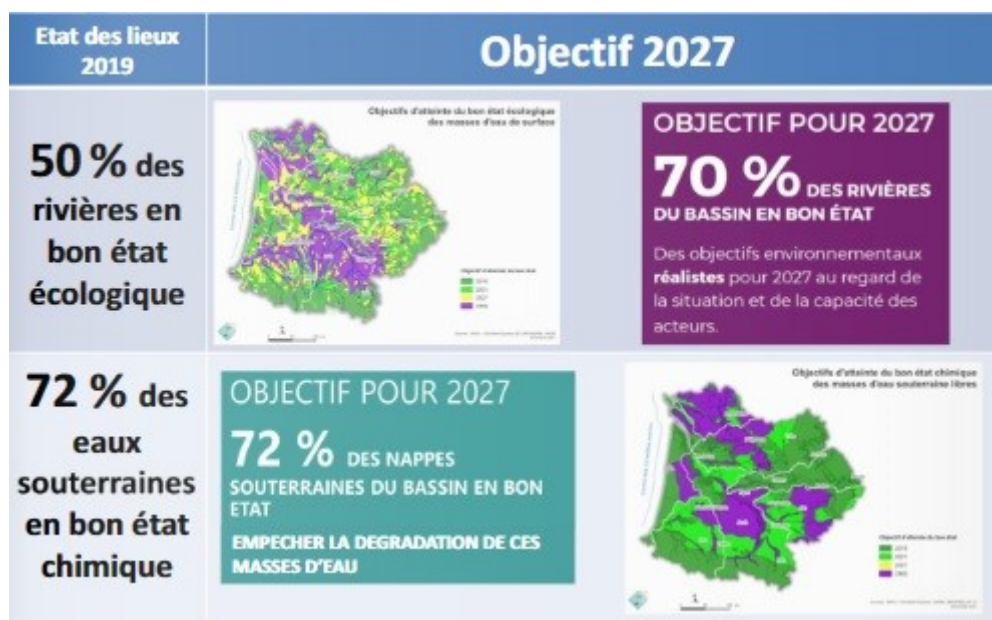 Etat des lieux
2019
Objectif 2027
50 % des
rivières en
bon état
écologique
Objectifs d'atteinte du bon état écologique
des masses d'eau de surface
OBJECTIF POUR 2027
70 % DES RIVIÈRES
DU BASSIN EN BON ÉTAT
Des objectifs environnementaux
réalistes pour 2027 au regard de
la situation et de la capacité des
acteurs.
72 % des
eaux
souterraines
en bon état
chimique
OBJECTIF POUR 2027
72 % DES NAPPES
SOUTERRAINES DU BASSIN EN BON
ETAT
EMPECHER LA DEGRADATION DE CES
MASSES D'EAU
Objectifs d'atteinte du bon état chimique
des masses d'eau souterraine libres